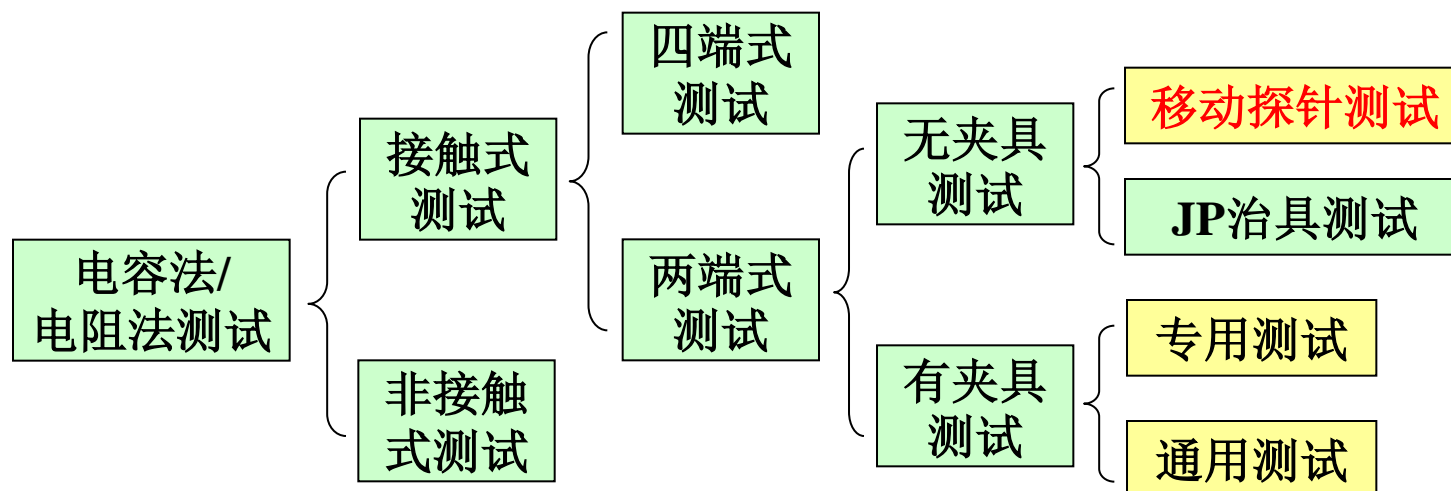 电容法/
电阻法测试
接触式
测试
非接触
式测试
四端式
测试
两端式
测试
无夹具
测试
有夹具
测试
移动探针测试
JP治具测试
专用测试
通用测试